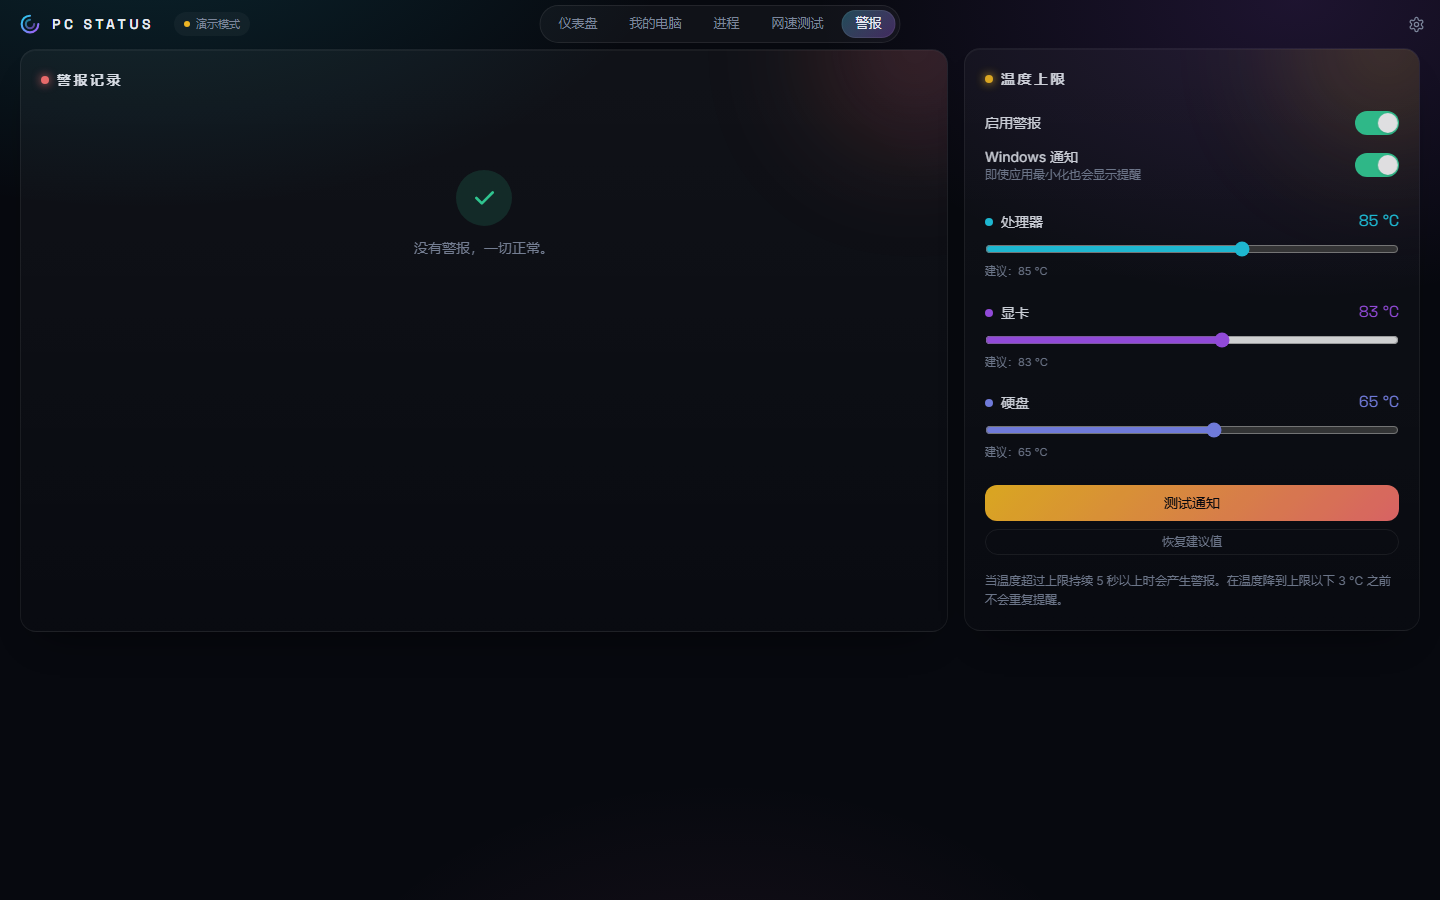 PC STATUS
演示模式
仪表盘
我的电脑
进程
网速测试
警报
警报记录
没有警报，一切正常。
温度上限
启用警报
Windows 通知
即使应用最小化也会显示提醒
处理器
85 °C
建议：85 °C
显卡
83 °C
建议：83 °C
硬盘
65 °C
建议：65 °C
测试通知
恢复建议值
当温度超过上限持续 5 秒以上时会产生警报。在温度降到上限以下 3 °C 之前
不会重复提醒。